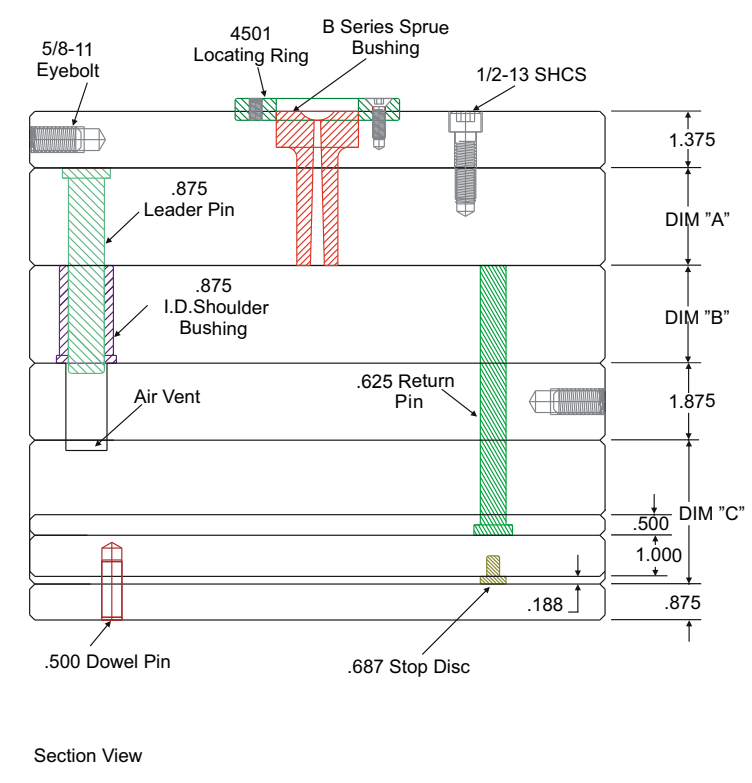 5/8-11
Eyebolt
4501
Locating Ring
B Series Sprue
Bushing
1/2-13 SHCS
1.375
.875
Leader Pin
DIM ”A”
.875
I.D.Shoulder
Bushing
DIM ”B”
Air Vent
.625 Return
Pin
1.875
DIM ”C”
.500
1.000
.188
.875
.500 Dowel Pin
.687 Stop Disc
Section View